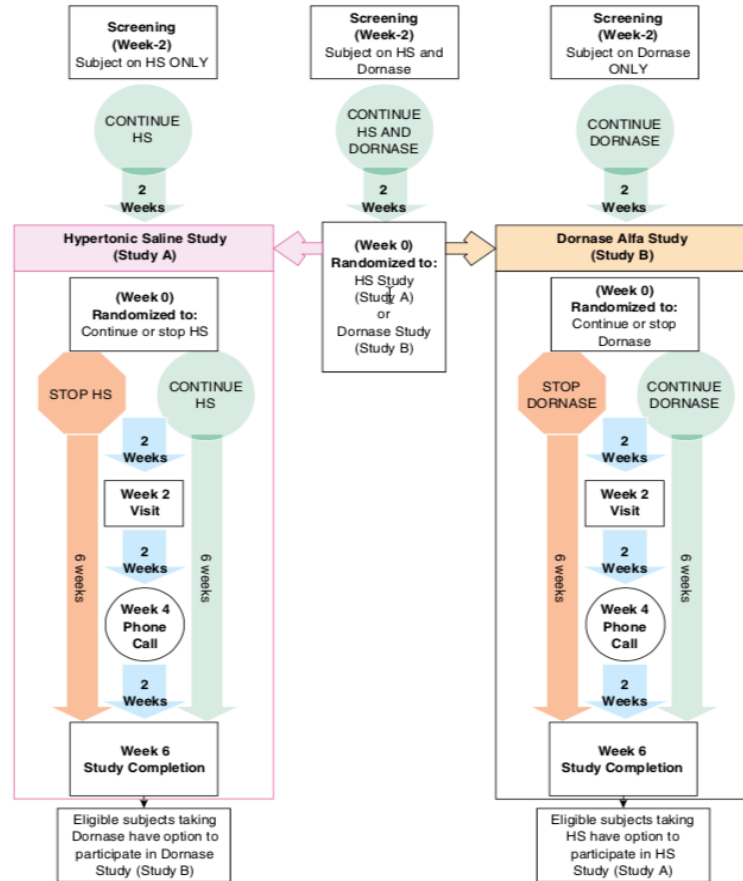 Screening
(Week-2)
Subject on HS ONLY
Screening
(Week-2)
Subject on HS and
Dornase
Screening
(Week-2)
Subject on Dornase
ONLY
CONTINUE
HS
CONTINUE
HS AND
DORNASE
CONTINUE
DORNASE
2
Weeks
2
Weeks
2
Weeks
Hypertonic Saline Study
(Study A)
(Week 0)
Randomized to:
HS Study
(Study A)
or
Dornase Study
(Study B)
Dornase Alfa Study
(Study B)
(Week 0)
Randomized to:
Continue or stop HS
STOP HS
CONTINUE
HS
2
Weeks
Week 2
Visit
2
Weeks
6 weeks
6 weeks
Week 4
Phone
Call
2
Weeks
Week 6
Study Completion
Eligible subjects taking
Dornase have option to
participate in Dornase
Study (Study B)
(Week 0)
Randomized to:
Continue or stop
Dornase
STOP
DORNASE
CONTINUE
DORNASE
2
Weeks
Week 2
Visit
2
Weeks
6 weeks
6 weeks
Week 4
Phone
Call
2
Weeks
Week 6
Study Completion
Eligible subjects taking
HS have option to
participate in HS
Study (Study A)